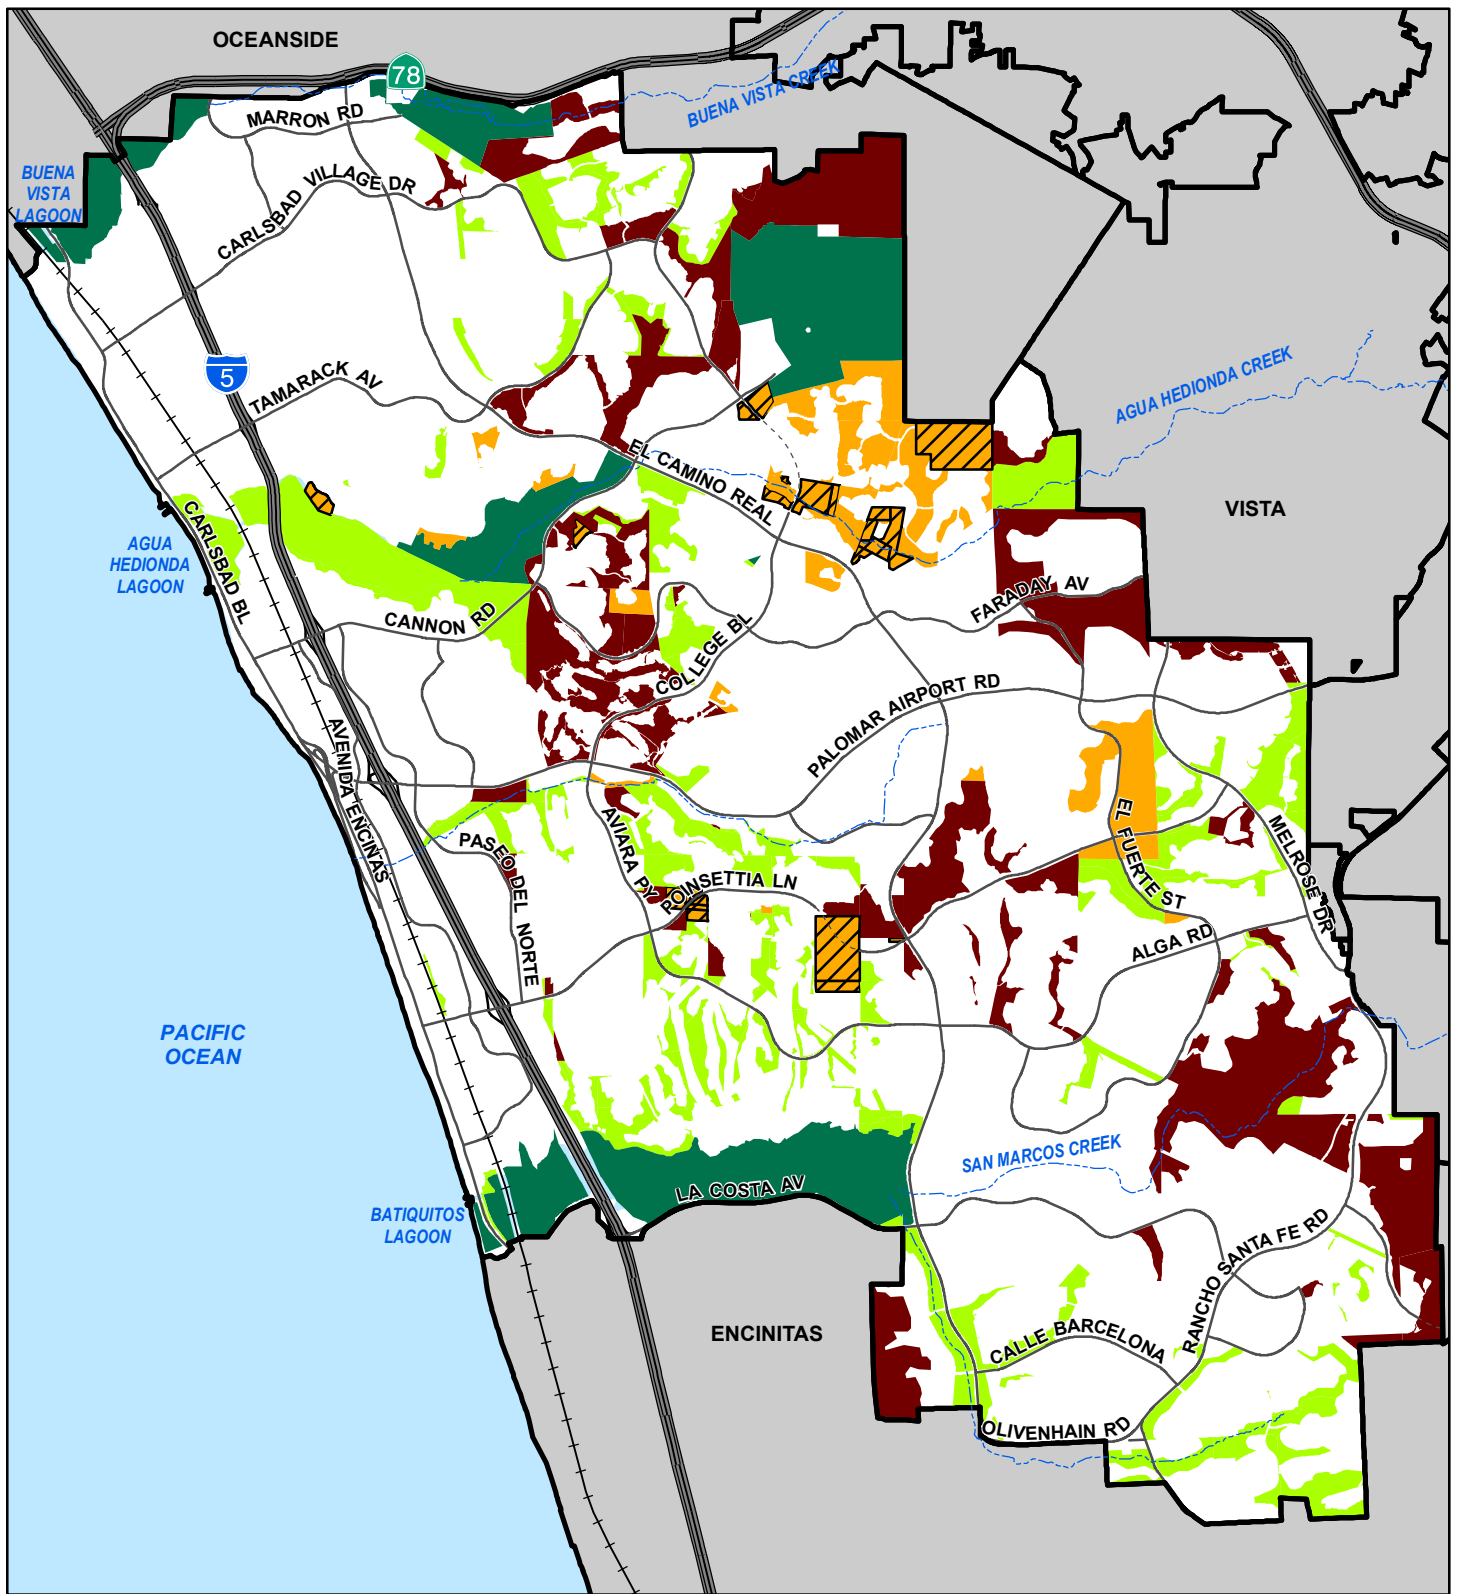 OCEANSIDE
78
BUENA VISTA CREEK
MARRON RD
BUENA
VISTA
LAGOON
CARLSBAD VILLAGE DR
5
TAMARACK AV
AGUA HEDIONDA CREEK
EL CAMINO REAL
VISTA
CARLSBAD BL
AGUA
HEDIONDA
LAGOON
CANNON RD
FARADAY AV
COLLEGE BL
PALOMAR AIRPORT RD
AVENIDA ENCINAS
EL FUERTE ST
MELROSE DR
AVIARA PY
PASEO DEL NORTE
POINSETTIA LN
ALGA RD
PACIFIC
OCEAN
SAN MARCOS CREEK
LA COSTA AV
BATIQUITOS
LAGOON
RANCHO SANTA FE RD
ENCINITAS
CALLE BARCELONA
OLIVENHAIN RD